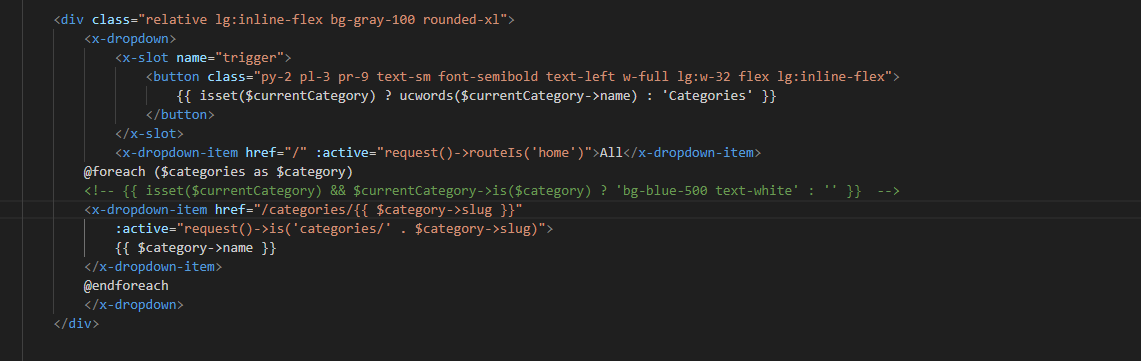 <div class="relative lg:inline-flex bg-gray-100 rounded-xl">
<x-dropdown>
<x-slot name="trigger">
<button class="py-2 pl-3 pr-9 text-sm font-semibold text-left w-full lg:w-32 flex lg:inline-flex">
{{ isset($currentCategory) ? ucwords($currentCategory->name) : 'Categories' }}
</button>
</x-slot>
<x-dropdown-item href="/" :active="request()->routeIs('home')">All</x-dropdown-item>
@foreach ($categories as $category)
<!-- {{ isset($currentCategory) && $currentCategory->is($category) ? 'bg-blue-500 text-white' : '' }}  -->
<x-dropdown-item href="/categories/{{ $category->slug }}"
:active="request()->is('categories/' . $category->slug)">
{{ $category->name }}
</x-dropdown-item>
@endforeach
</x-dropdown>
</div>